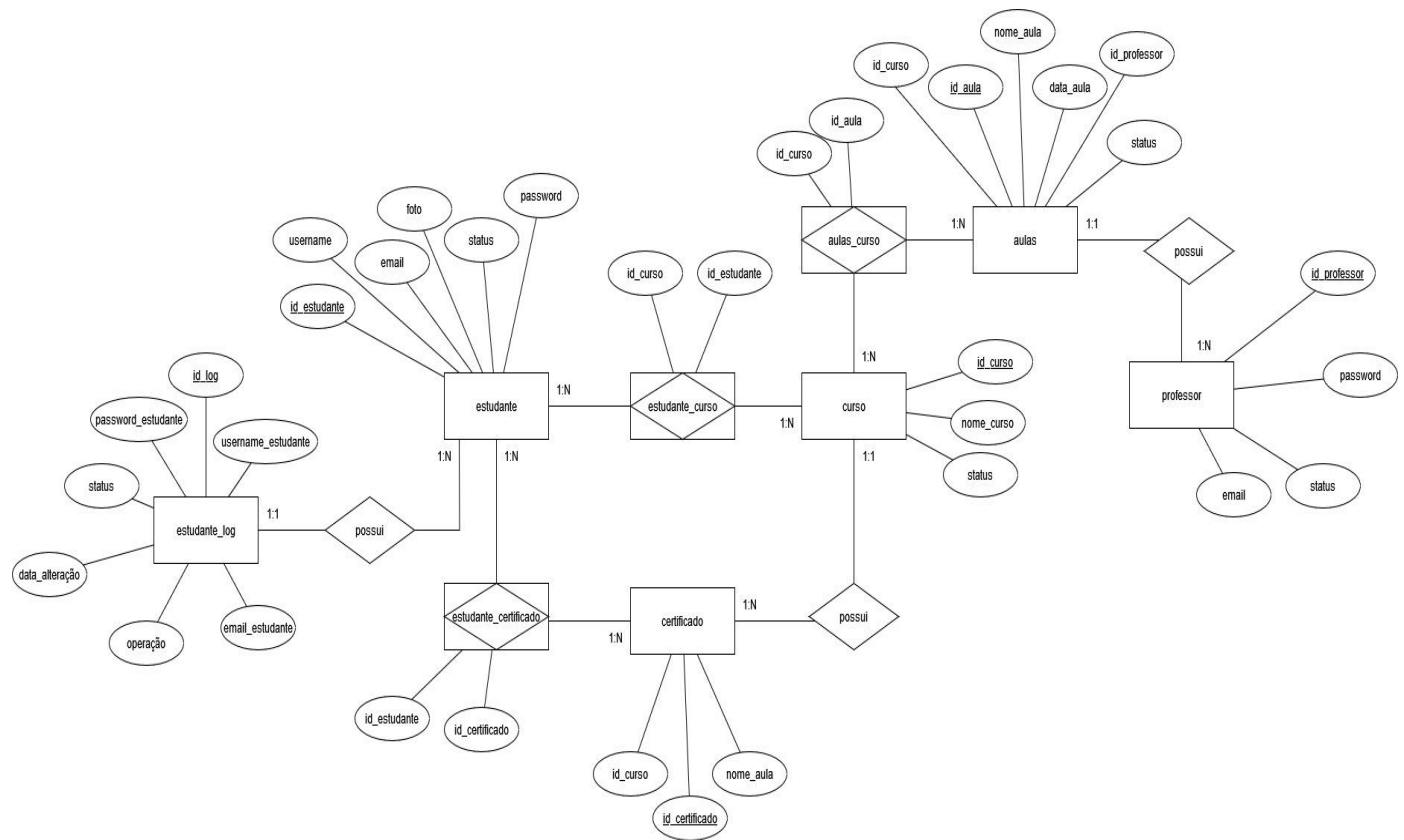 nome_aula
id_curso
id_professor
id_aula
data_aula
id_aula
id_curso
status
aulas_curso
1:N
aulas
1:1
possui
password
foto
username
status
email
id_estudante
id_curso
id_estudante
id_professor
1:N
1:N
professor
password
status
email
estudante
1:N
estudante_curso
1:N
curso
id_curso
nome_curso
status
1:N
1:N
1:1
id_log
password_estudante
username_estudante
status
estudante_log
1:1
possui
data_alteração
operação
email_estudante
estudante_certificado
1:N
certificado
1:N
possui
id_estudante
id_certificado
id_curso
id_certificado
nome_aula